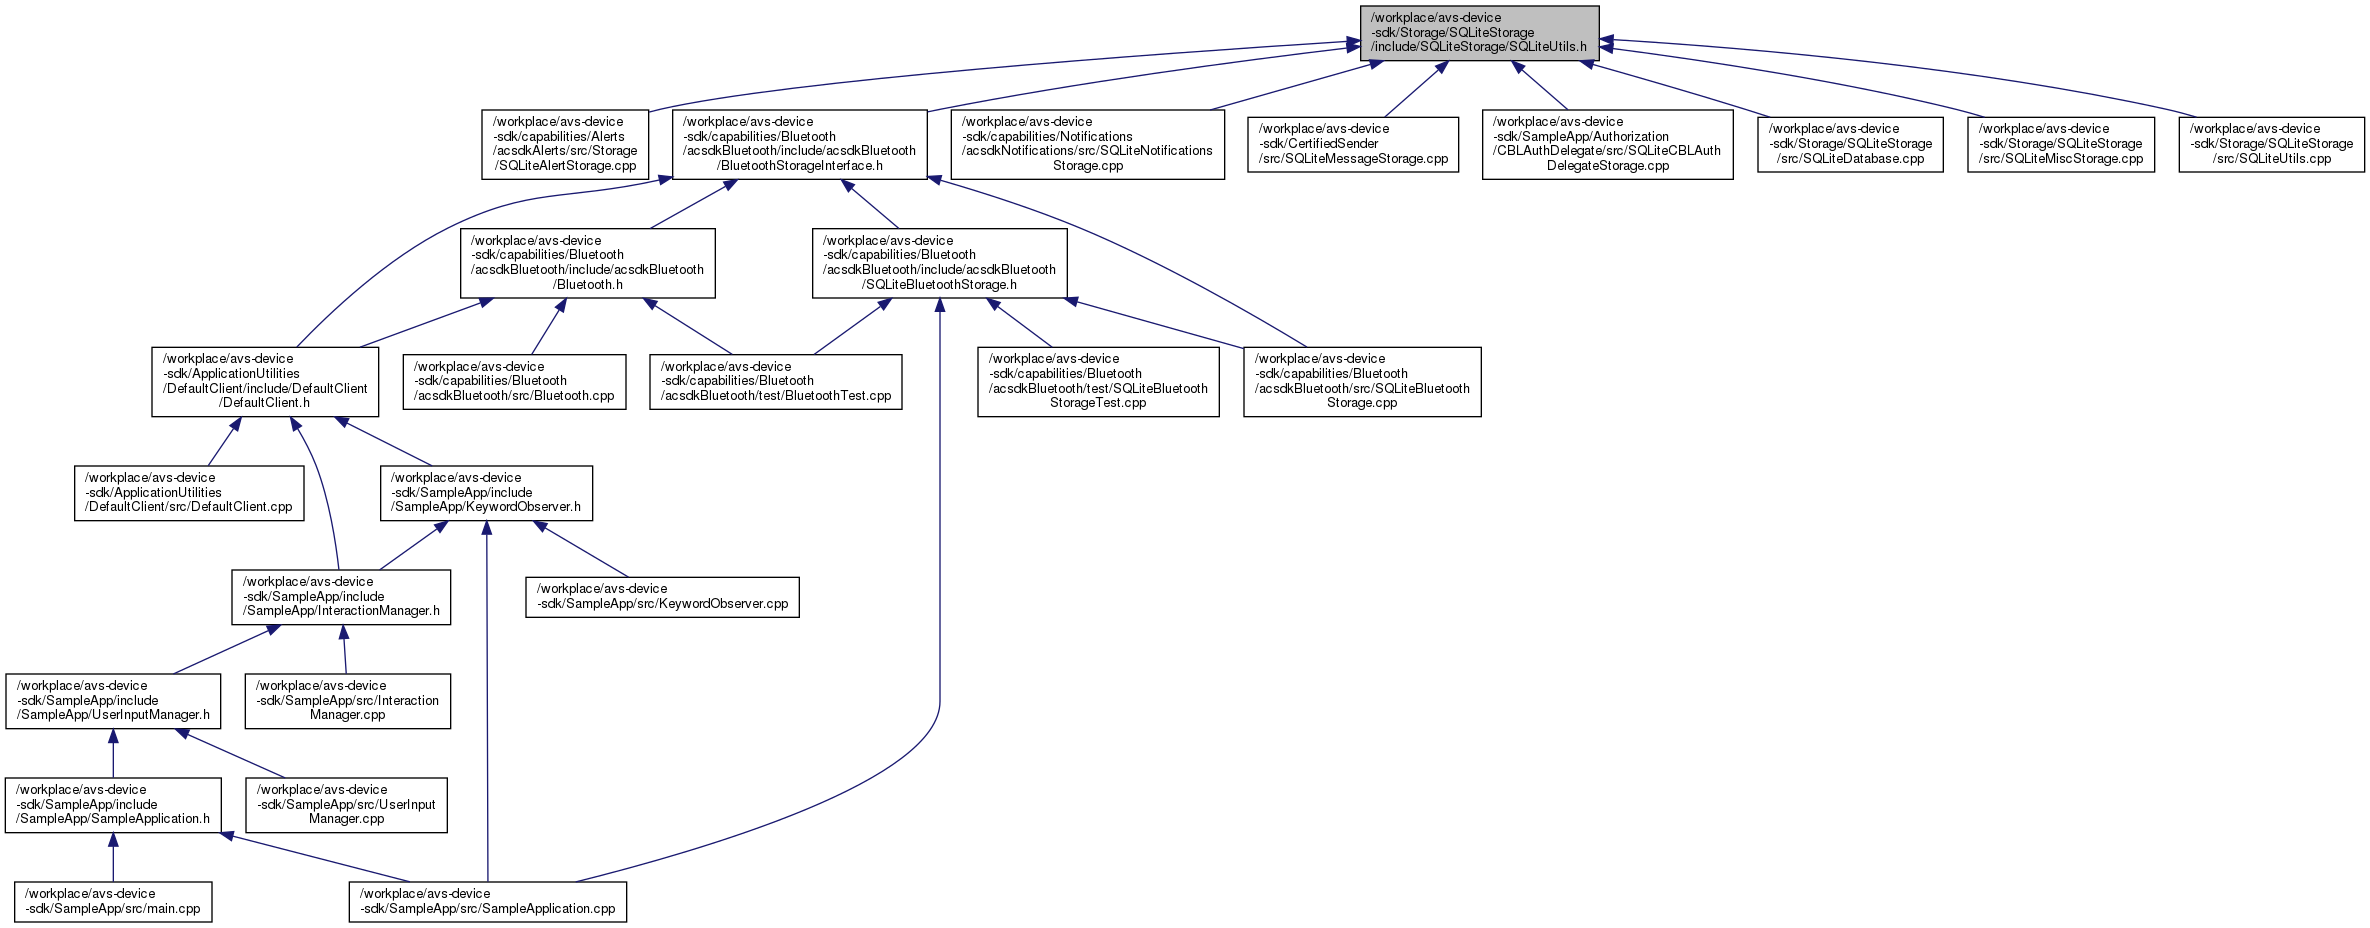 /workplace/avs-device
-sdk/Storage/SQLiteStorage
/include/SQLiteStorage/SQLiteUtils.h
/workplace/avs-device
-sdk/capabilities/Alerts
/acsdkAlerts/src/Storage
/SQLiteAlertStorage.cpp
/workplace/avs-device
-sdk/capabilities/Bluetooth
/acsdkBluetooth/include/acsdkBluetooth
/BluetoothStorageInterface.h
/workplace/avs-device
-sdk/capabilities/Notifications
/acsdkNotifications/src/SQLiteNotifications
Storage.cpp
/workplace/avs-device
-sdk/CertifiedSender
/src/SQLiteMessageStorage.cpp
/workplace/avs-device
-sdk/SampleApp/Authorization
/CBLAuthDelegate/src/SQLiteCBLAuth
DelegateStorage.cpp
/workplace/avs-device
-sdk/Storage/SQLiteStorage
/src/SQLiteDatabase.cpp
/workplace/avs-device
-sdk/Storage/SQLiteStorage
/src/SQLiteMiscStorage.cpp
/workplace/avs-device
-sdk/Storage/SQLiteStorage
/src/SQLiteUtils.cpp
/workplace/avs-device
-sdk/capabilities/Bluetooth
/acsdkBluetooth/include/acsdkBluetooth
/Bluetooth.h
/workplace/avs-device
-sdk/capabilities/Bluetooth
/acsdkBluetooth/include/acsdkBluetooth
/SQLiteBluetoothStorage.h
/workplace/avs-device
-sdk/ApplicationUtilities
/DefaultClient/include/DefaultClient
/DefaultClient.h
/workplace/avs-device
-sdk/capabilities/Bluetooth
/acsdkBluetooth/src/Bluetooth.cpp
/workplace/avs-device
-sdk/capabilities/Bluetooth
/acsdkBluetooth/test/BluetoothTest.cpp
/workplace/avs-device
-sdk/capabilities/Bluetooth
/acsdkBluetooth/test/SQLiteBluetooth
StorageTest.cpp
/workplace/avs-device
-sdk/capabilities/Bluetooth
/acsdkBluetooth/src/SQLiteBluetooth
Storage.cpp
/workplace/avs-device
-sdk/ApplicationUtilities
/DefaultClient/src/DefaultClient.cpp
/workplace/avs-device
-sdk/SampleApp/include
/SampleApp/KeywordObserver.h
/workplace/avs-device
-sdk/SampleApp/include
/SampleApp/InteractionManager.h
/workplace/avs-device
-sdk/SampleApp/src/KeywordObserver.cpp
/workplace/avs-device
-sdk/SampleApp/include
/SampleApp/UserInputManager.h
/workplace/avs-device
-sdk/SampleApp/src/Interaction
Manager.cpp
/workplace/avs-device
-sdk/SampleApp/include
/SampleApp/SampleApplication.h
/workplace/avs-device
-sdk/SampleApp/src/UserInput
Manager.cpp
/workplace/avs-device
-sdk/SampleApp/src/main.cpp
/workplace/avs-device
-sdk/SampleApp/src/SampleApplication.cpp